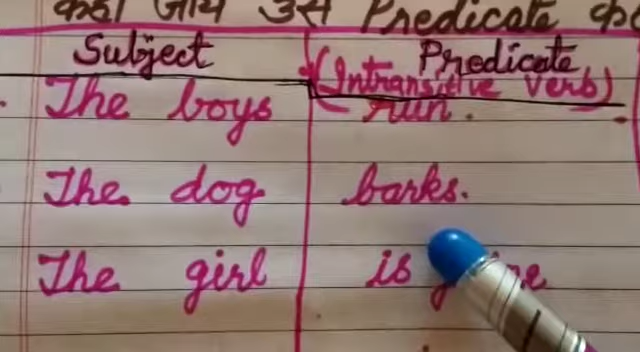 कहा जाय उसे Predicate
Subject Predicate
(Intransitive verb)
The boys run.
The dog barks.
The girl is